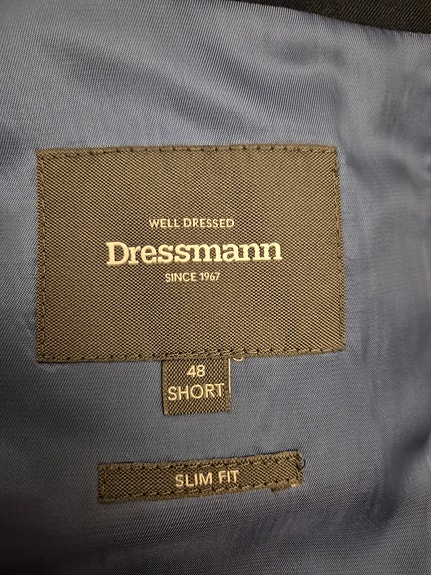 WELL DRESSED
Dressmann
SINCE 1967
48
SHORT
SLIM FIT